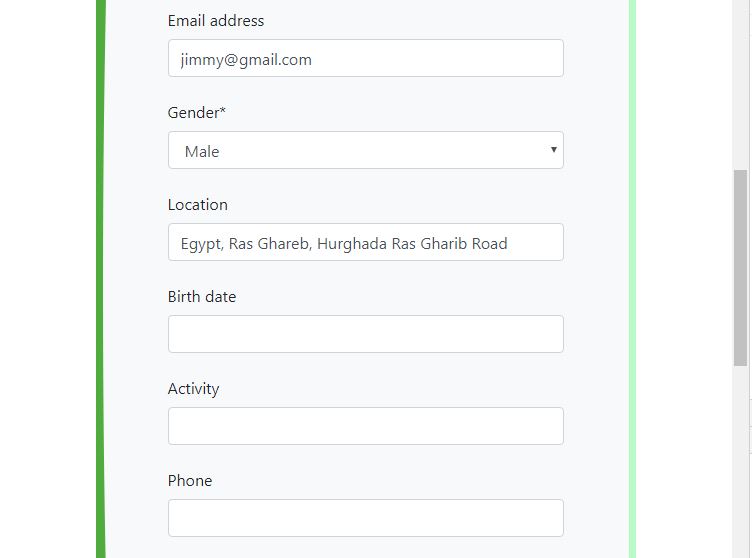 Email address
jimmy@gmail.com
Gender*
Male
Location
Egypt, Ras Ghareb, Hurghada Ras Gharib Road
Birth date
Activity
Phone